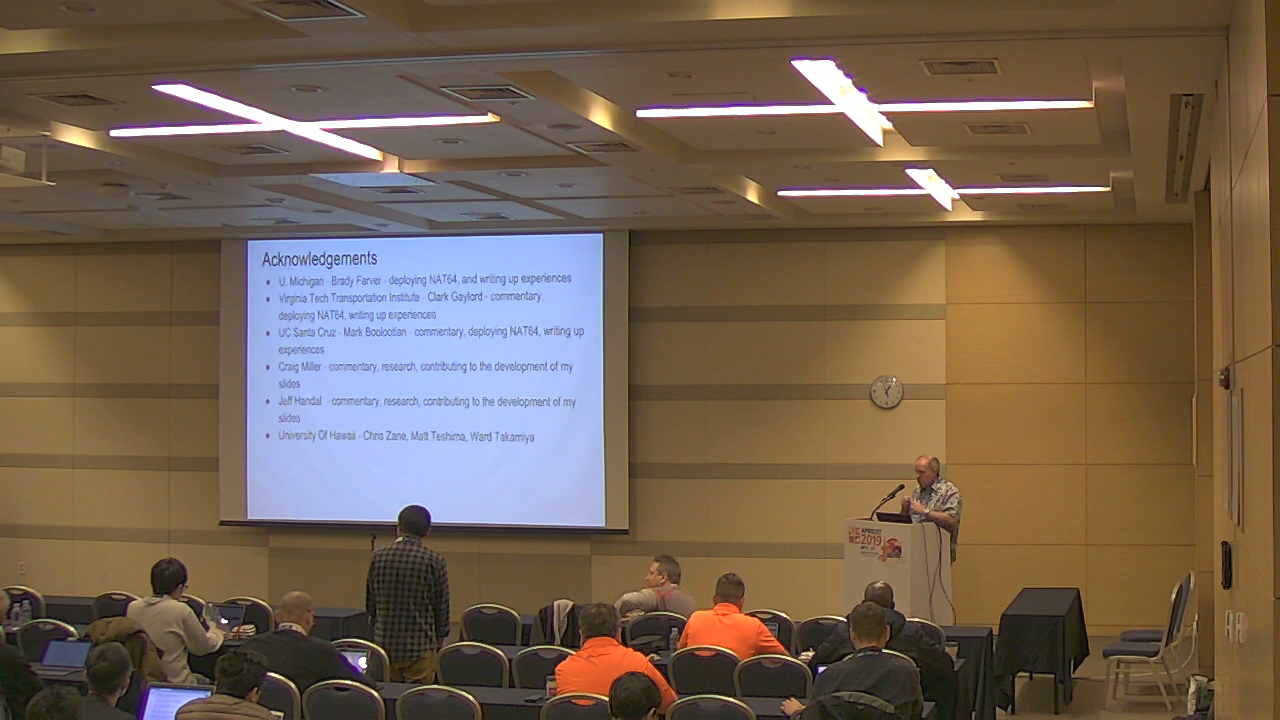 Acknowledgements
U. Michigan - Brady Farver - deploying NAT64, and writing up experiences
Virginia Tech Transportation Institute - Clark Gaylord - commentary,
deploying NAT64, writing up experiences
UC Santa Cruz - Mark Boolootian - commentary, deploying NAT64, writing up
experiences
Craig Miller - commentary, research, contributing to the development of my
slides
Jeff Handal - commentary, research, contributing to the development of my
slides
University Of Hawaii - Chris Zane, Matt Teshima, Ward Takamiya
APRICOT
2019